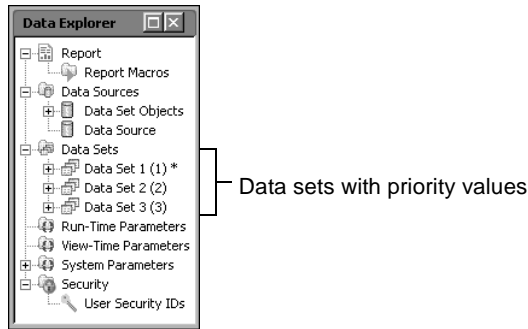 Data Explorer
Report
Report Macros
Data Sources
Data Set Objects
Data Source
Data Sets
Data Set 1 (1) *
Data Set 2 (2)
Data Set 3 (3)
Data sets with priority values
Run-Time Parameters
View-Time Parameters
System Parameters
Security
User Security IDs